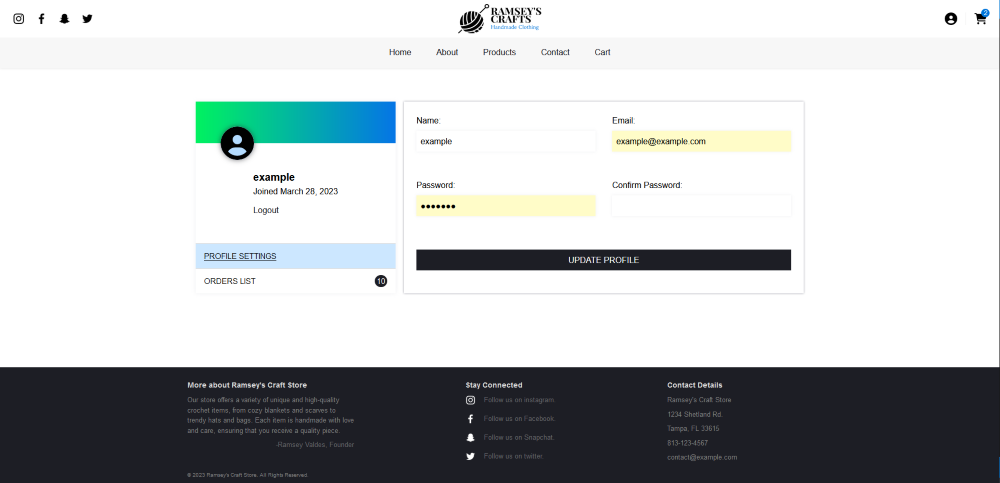 RAMSEY'S
CRAFTS
Handmade Clothing
2
Home About Products Contact Cart
example
Joined March 28, 2023
Logout
PROFILE SETTINGS
ORDERS LIST 10
Name: Email:
example example@example.com
Password: Confirm Password:
•••••••
UPDATE PROFILE
More about Ramsey's Craft Store
Our store offers a variety of unique and high-quality
crochet items, from cozy blankets and scarves to
trendy hats and bags. Each item is handmade with love
and care, ensuring that you receive a quality piece.
-Ramsey Valdes, Founder
Stay Connected
Follow us on instagram.
Follow us on Facebook.
Follow us on Snapchat.
Follow us on twitter.
Contact Details
Ramsey's Craft Store
1234 Shetland Rd.
Tampa, FL 33615
813-123-4567
contact@example.com
© 2023 Ramsey's Craft Store. All Rights Reserved.